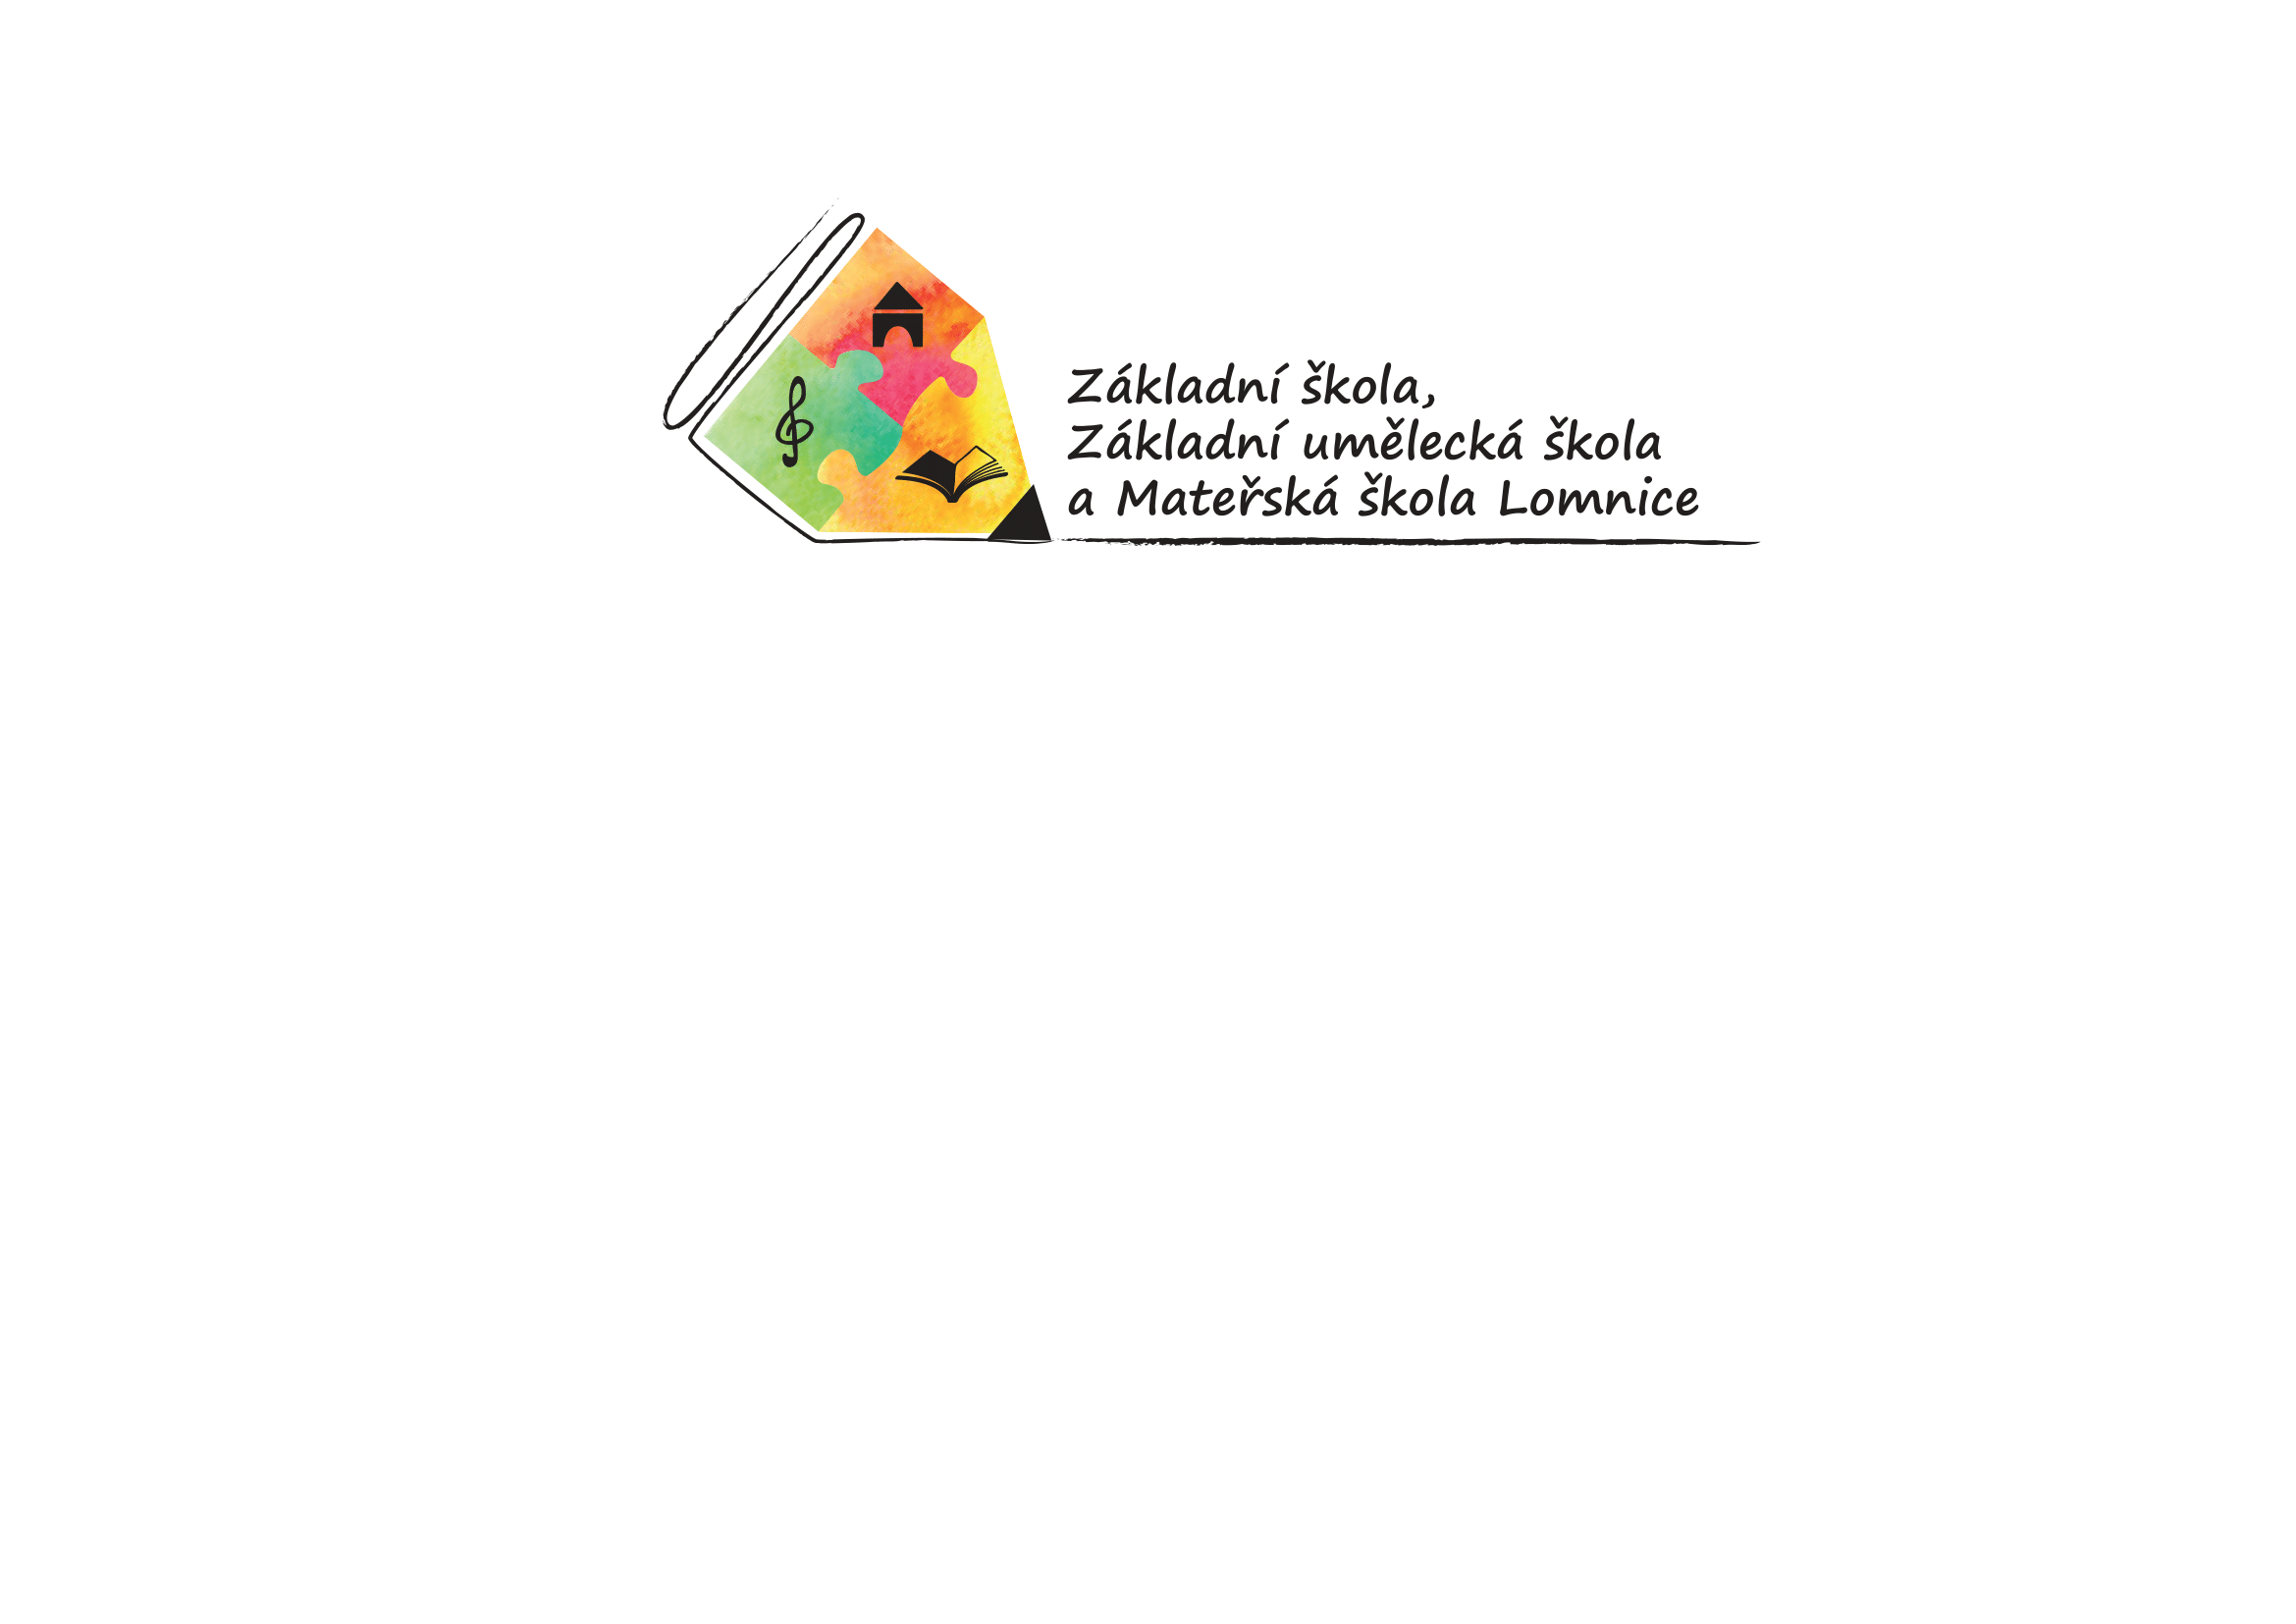 Základní škola,
Základní umělecká škola
a Mateřská škola Lomnice